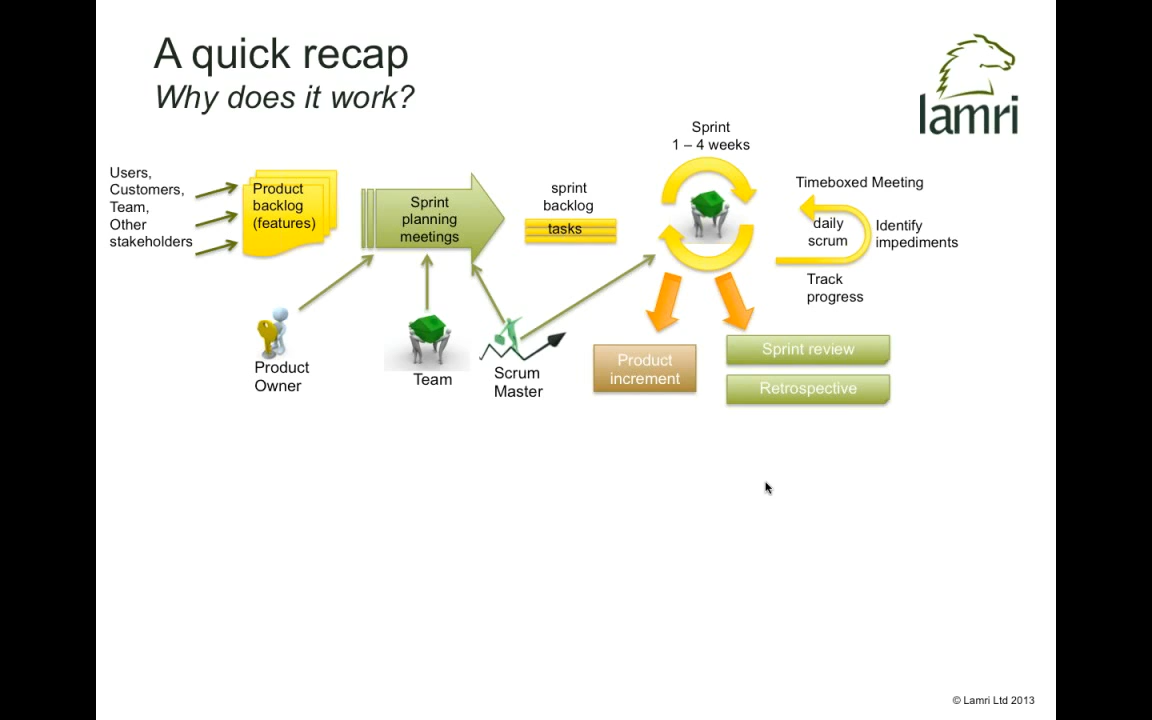 A quick recap
Why does it work?
lamri
Sprint
1 – 4 weeks
Users,
Customers,
Team,
Other
stakeholders
Product
backlog
(features)
Sprint
planning
meetings
sprint
backlog
tasks
Timeboxed Meeting
daily
scrum
Identify
impediments
Track
progress
Product
Owner
Team
Scrum
Master
Product
increment
Sprint review
Retrospective
© Lamri Ltd 2013